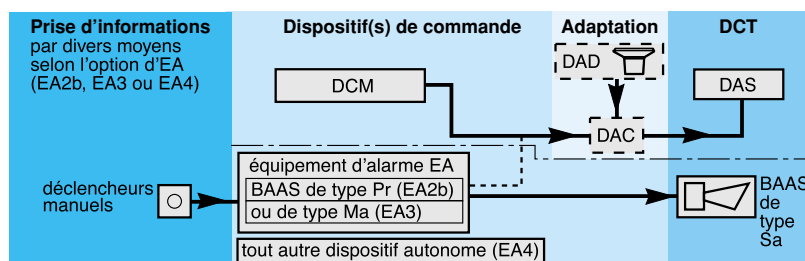 Prise d'informations
par divers moyens
selon l'option d'EA
(EA2b, EA3 ou EA4)
Dispositif(s) de commande
Adaptation
DCT
DAD
DCM
DAS
DAC
déclencheurs
manuels
équipement d'alarme EA
BAAS de type Pr (EA2b)
ou de type Ma (EA3)
tout autre dispositif autonome (EA4)
BAAS
de
type
Sa